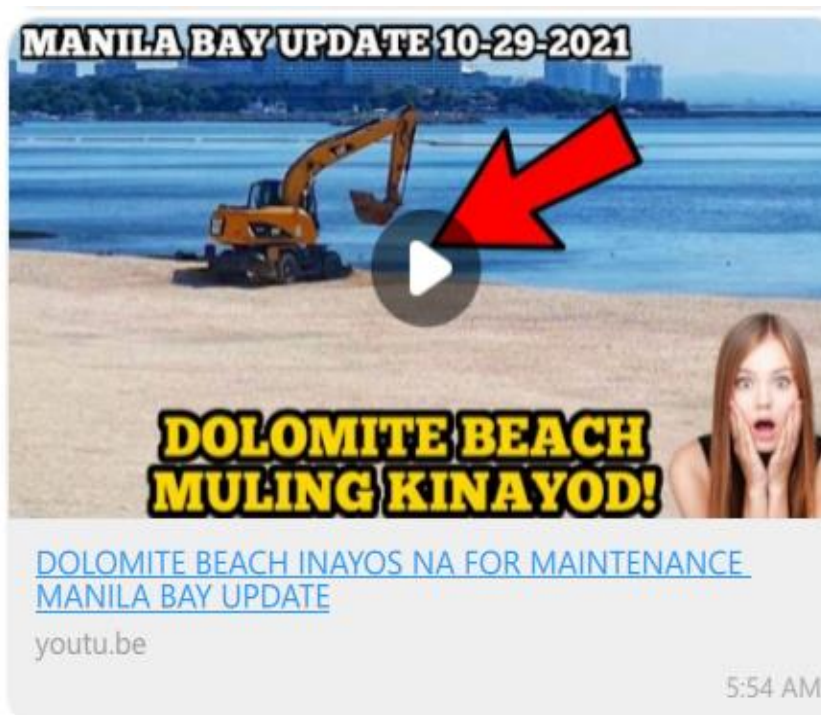 MANILA BAY UPDATE 10-29-2021
DOLOMITE BEACH
MULING KINAYOD!
DOLOMITE BEACH INAYOS NA FOR MAINTENANCE
MANILA BAY UPDATE
youtu.be
5:54 AM